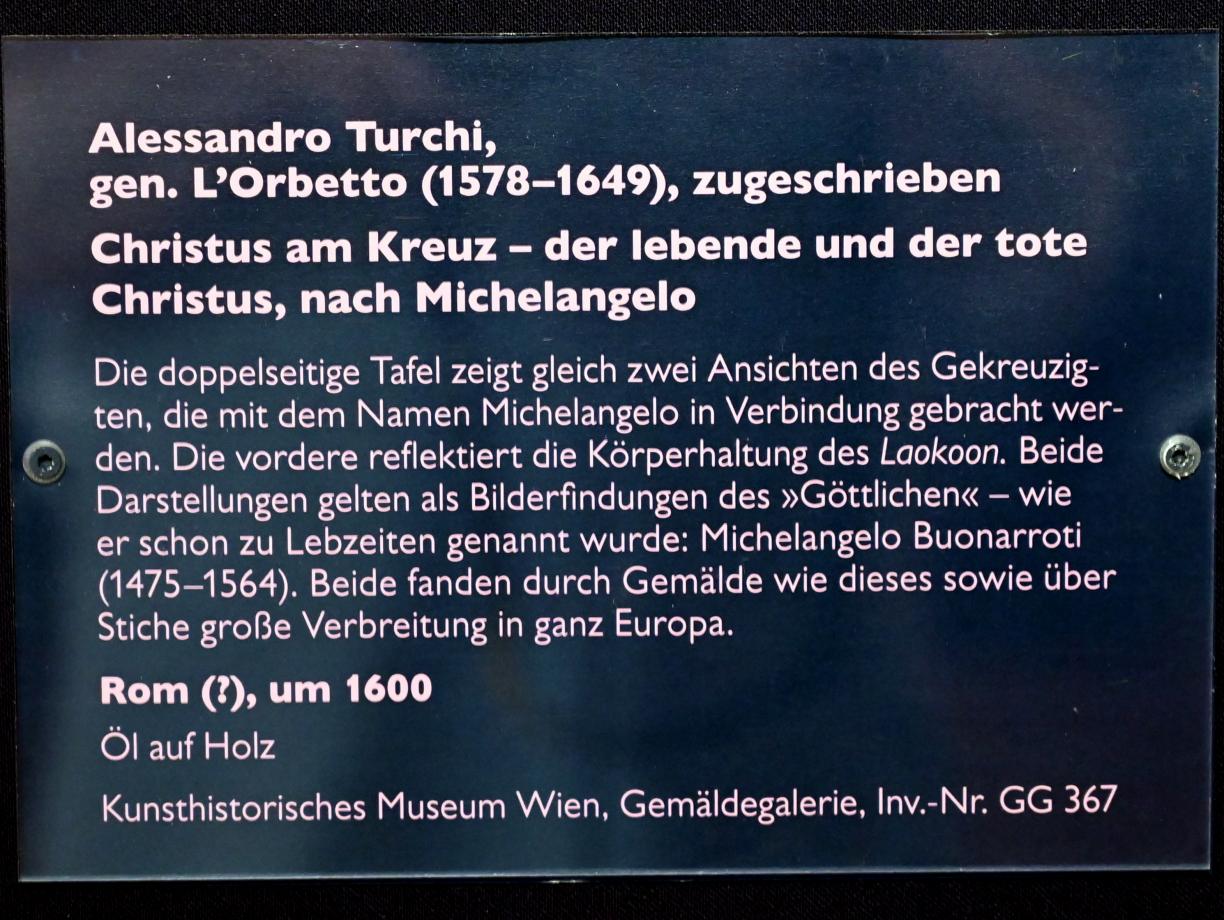 Alessandro Turchi,
gen. L’Orbetto (1578–1649), zugeschrieben
Christus am Kreuz – der lebende und der tote
Christus, nach Michelangelo
Die doppelseitige Tafel zeigt gleich zwei Ansichten des Gekreuzig-
ten, die mit dem Namen Michelangelo in Verbindung gebracht wer-
den. Die vordere reflektiert die Körperhaltung des Laokoon. Beide
Darstellungen gelten als Bilderfindungen des »Göttlichen« – wie
er schon zu Lebzeiten genannt wurde: Michelangelo Buonarroti
(1475–1564). Beide fanden durch Gemälde wie dieses sowie über
Stiche große Verbreitung in ganz Europa.
Rom (?), um 1600
Öl auf Holz
Kunsthistorisches Museum Wien, Gemäldegalerie, Inv.-Nr. GG 367